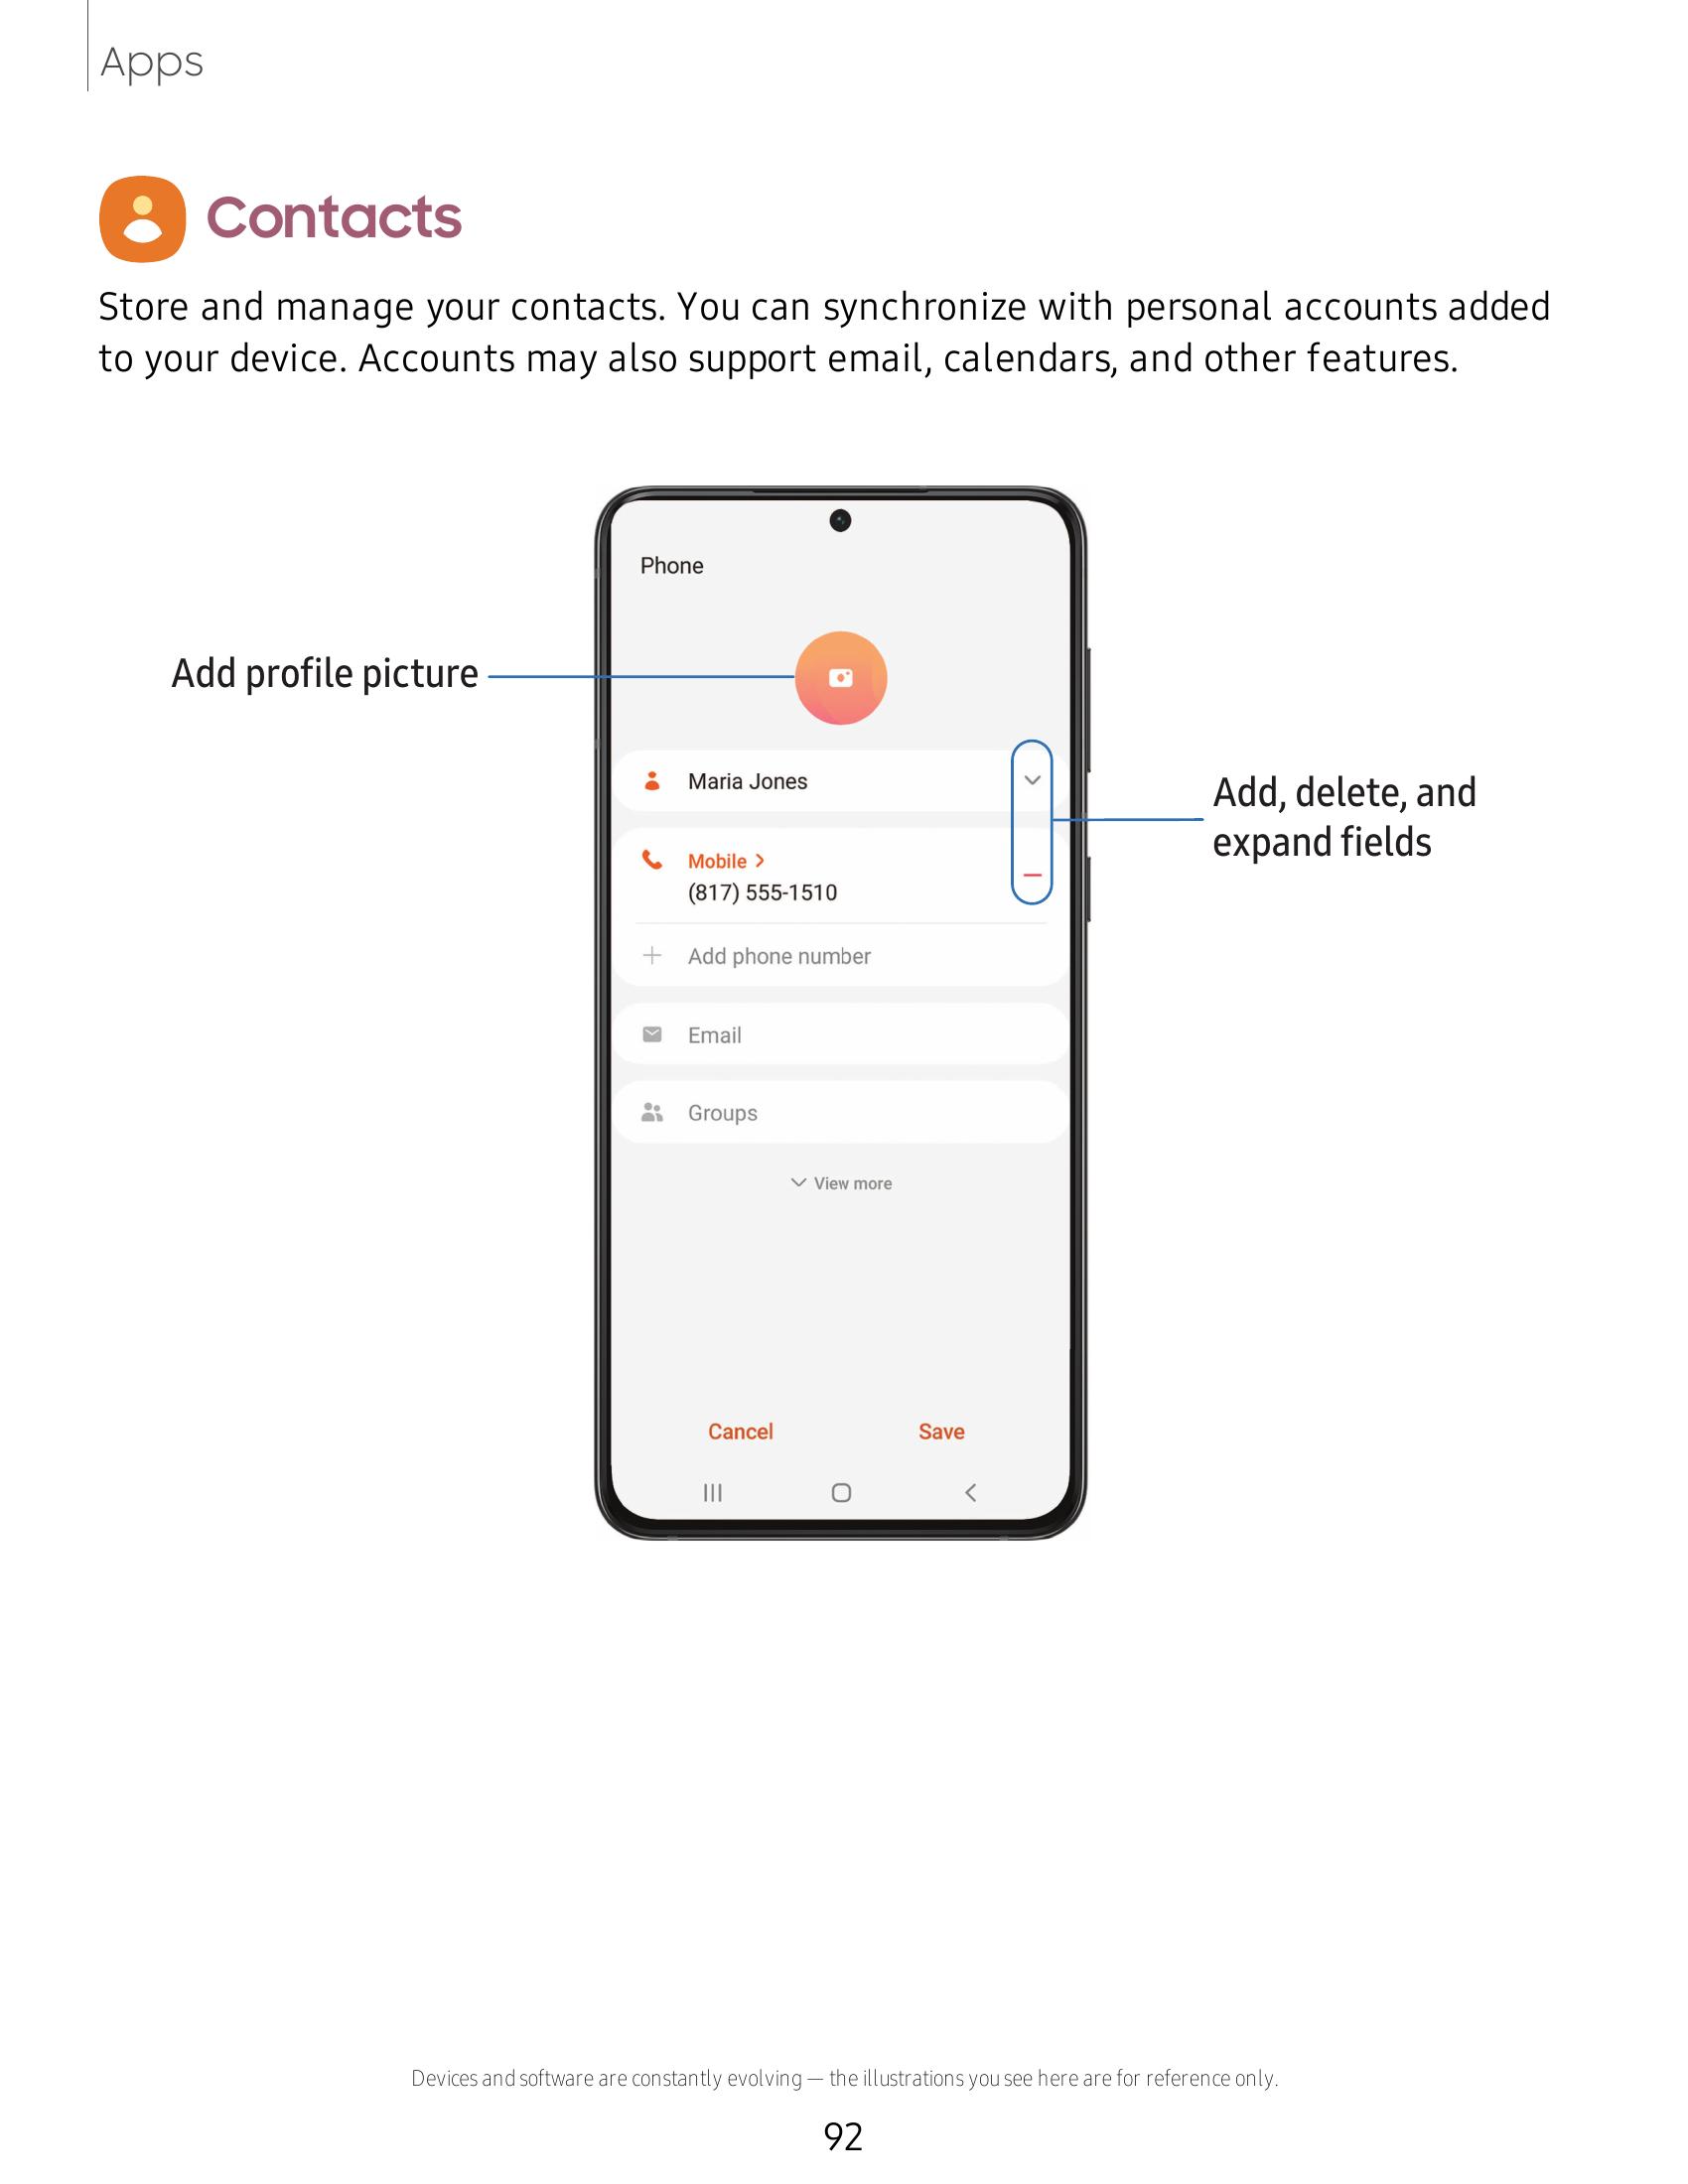 Apps
Contacts
Store and manage your contacts. You can synchronize with personal accounts added
to your device. Accounts may also support email, calendars, and other features.
Phone
Add profile picture
Maria Jones
Add, delete, and
expand fields
Mobile >
(817) 555-1510
Add phone number
Email
Groups
View more
Cancel
Save
Devices and software are constantly evolving — the illustrations you see here are for reference only.
92